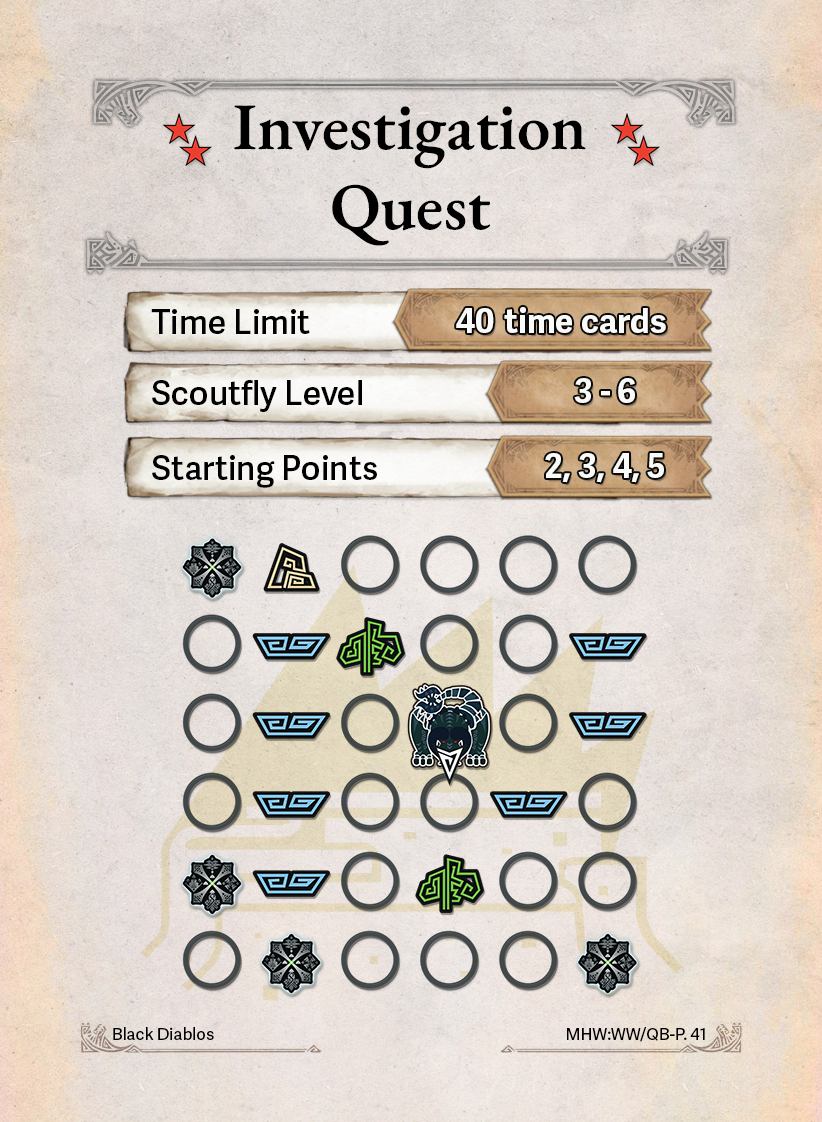 Investigation
Quest
Time Limit
40 time cards
Scoutfly Level
3 - 6
Starting Points
2, 3, 4, 5
Black Diablos
MHW:WW/QB-P. 41